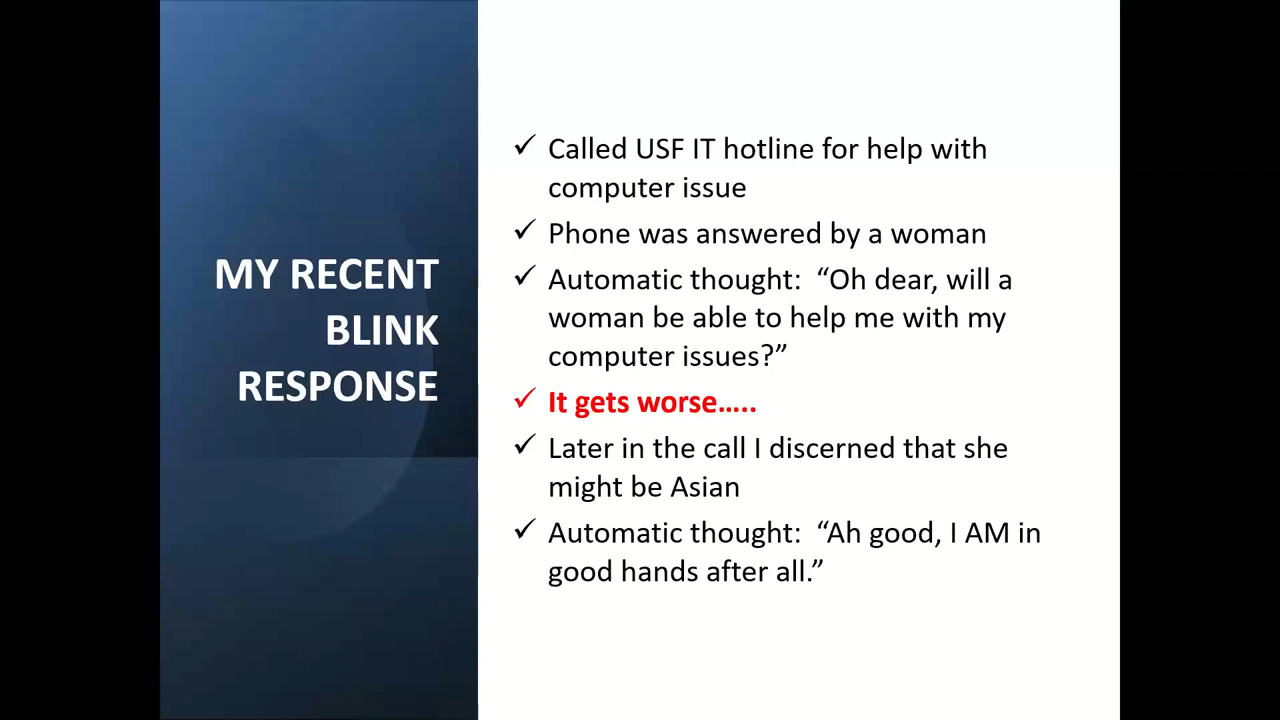 MY RECENT
BLINK
RESPONSE
✓ Called USF IT hotline for help with
computer issue
✓ Phone was answered by a woman
✓ Automatic thought:  “Oh dear, will a
woman be able to help me with my
computer issues?”
✓ It gets worse.....
✓ Later in the call I discerned that she
might be Asian
✓ Automatic thought:  “Ah good, I AM in
good hands after all.”